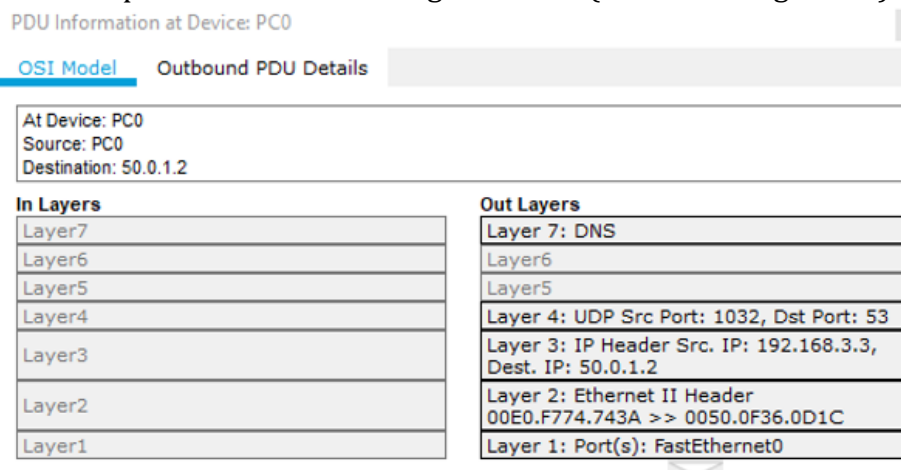 PDU Information at Device: PC0
OSI Model Outbound PDU Details
At Device: PC0
Source: PC0
Destination: 50.0.1.2
In Layers
Layer7
Layer6
Layer5
Layer4
Layer3
Layer2
Layer1
Out Layers
Layer 7: DNS
Layer6
Layer5
Layer 4: UDP Src Port: 1032, Dst Port: 53
Layer 3: IP Header Src. IP: 192.168.3.3,
Dest. IP: 50.0.1.2
Layer 2: Ethernet II Header
00E0.F774.743A >> 0050.0F36.0D1C
Layer 1: Port(s): FastEthernet0